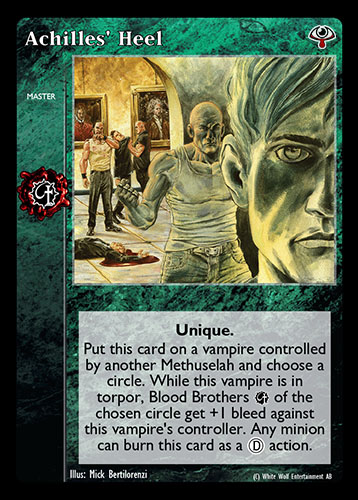 Achilles' Heel
MASTER
Unique.
Put this card on a vampire controlled
by another Methuselah and choose a
circle. While this vampire is in
torpor, Blood Brothers of the
chosen circle get +1 bleed against
this vampire's controller. Any minion
can burn this card as a Ⓓ action.
Illus: Mick Bertilorenzi
(C) White Wolf Entertainment AB